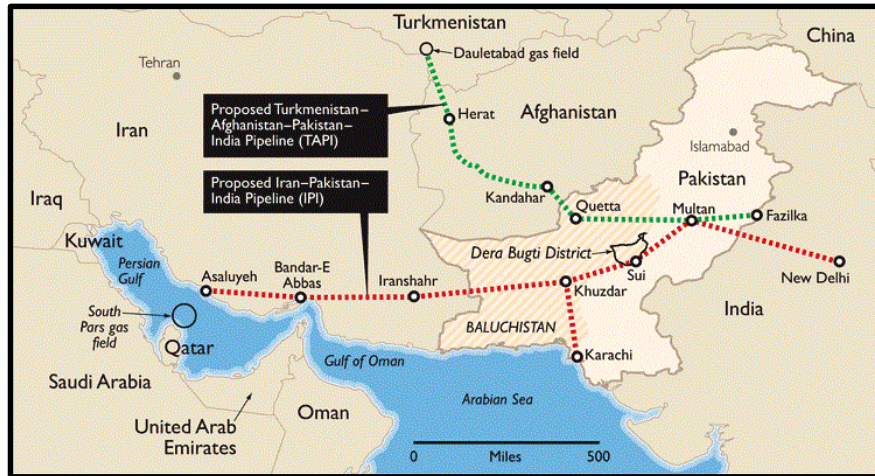 Turkmenistan
China
Dauletabad gas field
Tehran
Proposed Turkmenistan–
Afghanistan–Pakistan–
India Pipeline (TAPI)
Herat
Afghanistan
Iran
Islamabad
Proposed Iran–Pakistan–
India Pipeline (IPI)
Pakistan
Iraq
Kandahar
Quetta
Multan
Fazilka
Kuwait
Dera Bugti District
Persian
Gulf
Asaluyeh
Bandar-E
Abbas
Iranshahr
Sui
New Delhi
Khuzdar
South
Pars gas
field
India
BALUCHISTAN
Qatar
Karachi
Gulf of Oman
Saudi Arabia
Arabian Sea
United Arab
Emirates
Oman
0
Miles
500